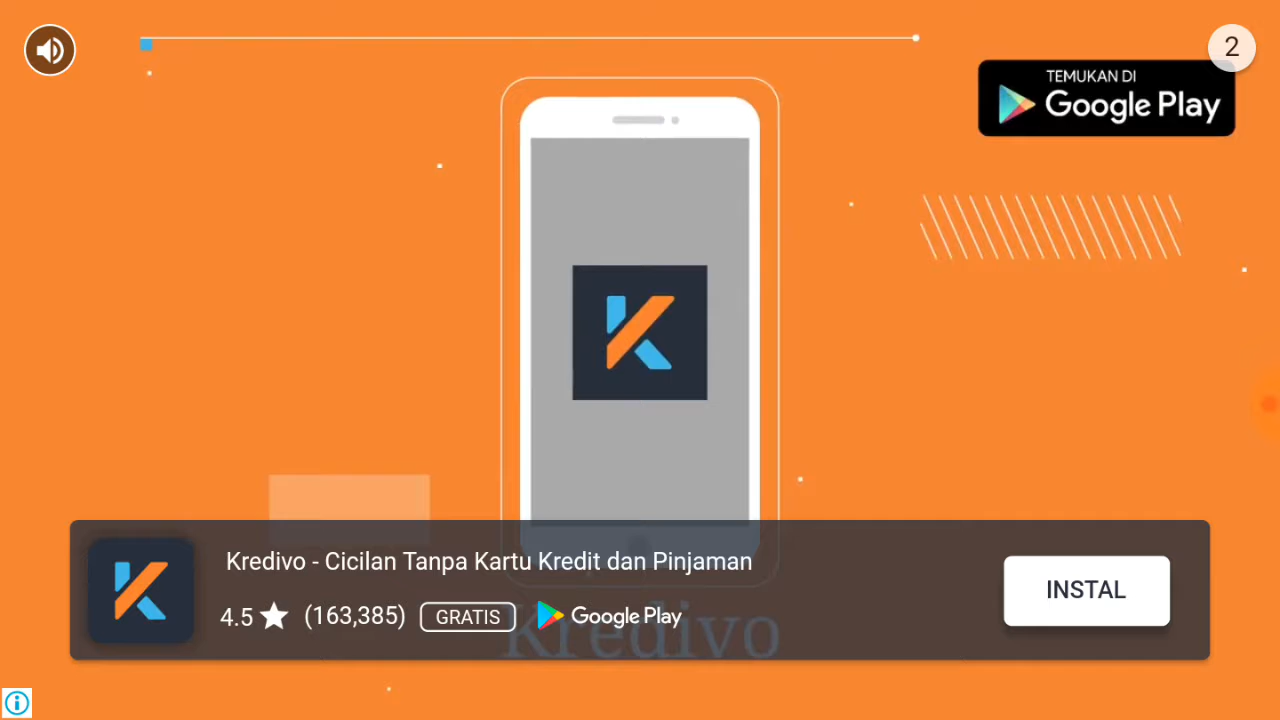 2
TEMUKAN DI
Google Play
Kredivo - Cicilan Tanpa Kartu Kredit dan Pinjaman
4.5 (163,385) GRATIS Google Play
INSTAL
Kredivo